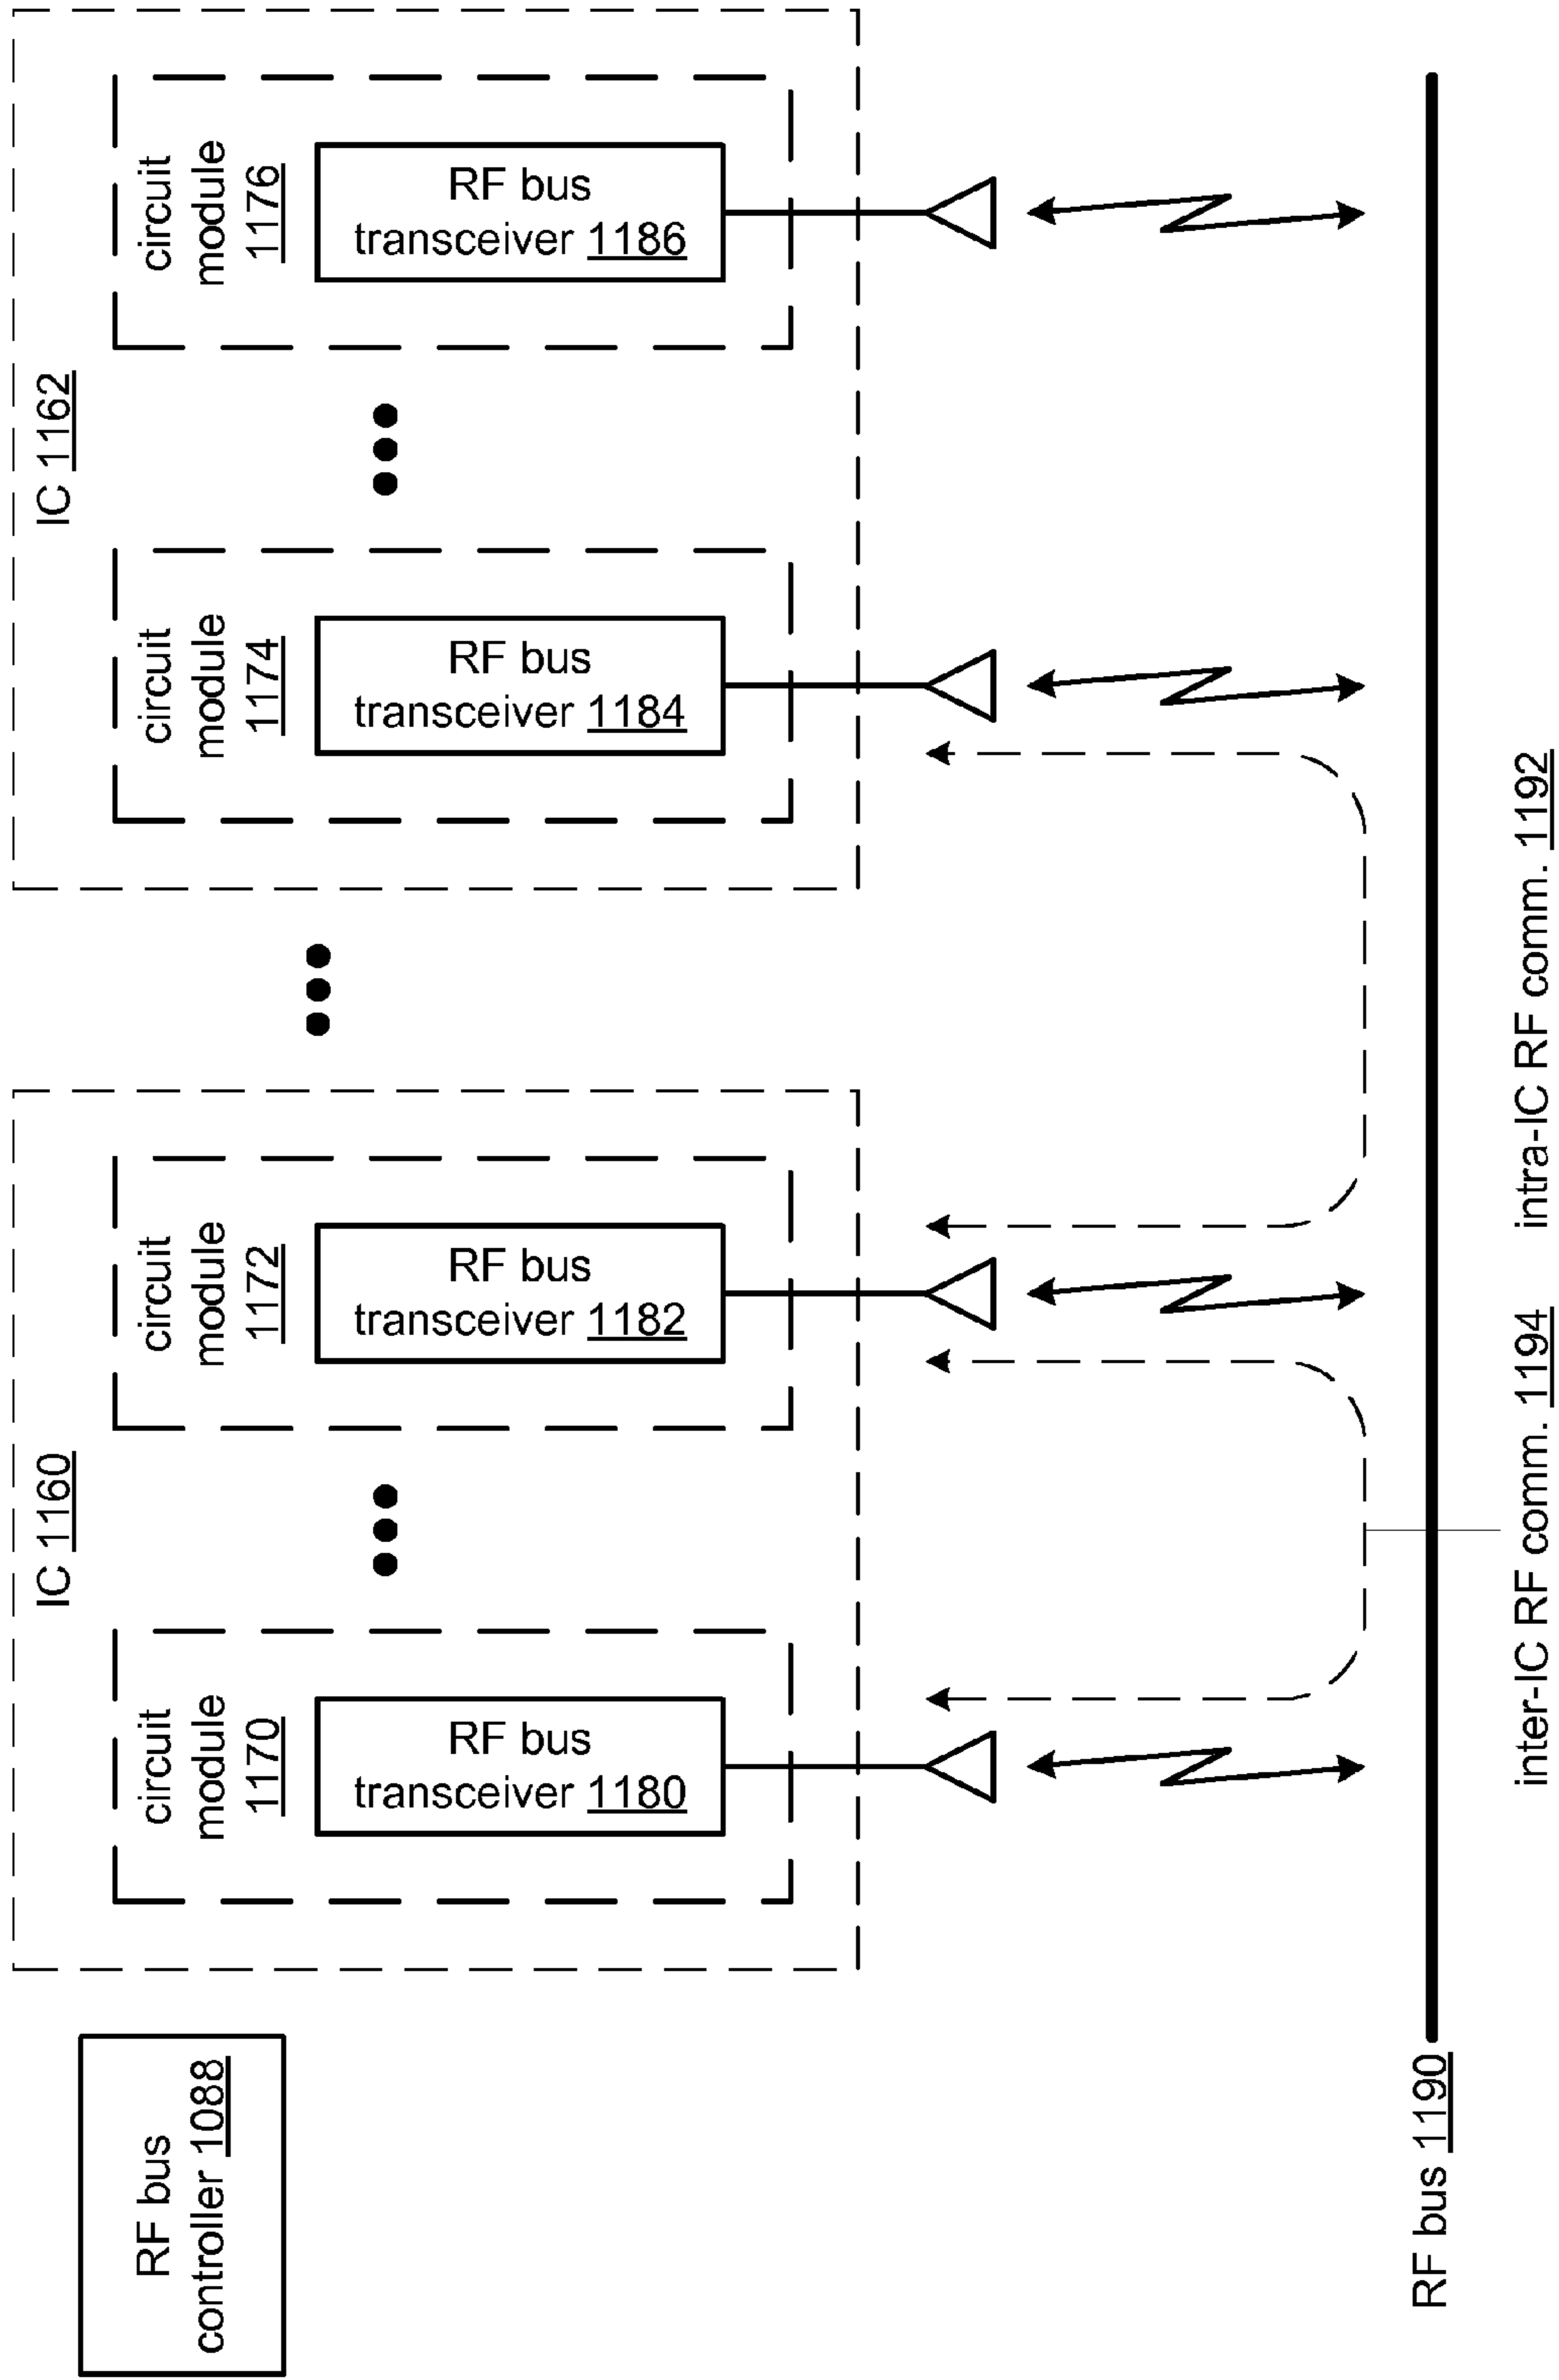 RF bus
controller 1088
IC 1160
circuit
module
1170
RF bus
transceiver 1180
circuit
module
1172
RF bus
transceiver 1182
IC 1162
circuit
module
1174
RF bus
transceiver 1184
circuit
module
1176
RF bus
transceiver 1186
RF bus 1190
inter-IC RF comm. 1194
intra-IC RF comm. 1192